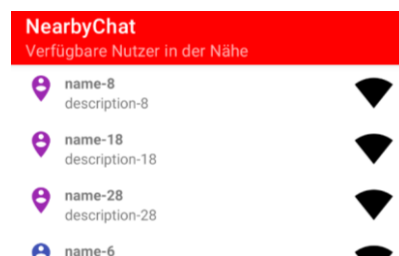 NearbyChat
Verfügbare Nutzer in der Nähe
name-8
description-8
name-18
description-18
name-28
description-28
name-6